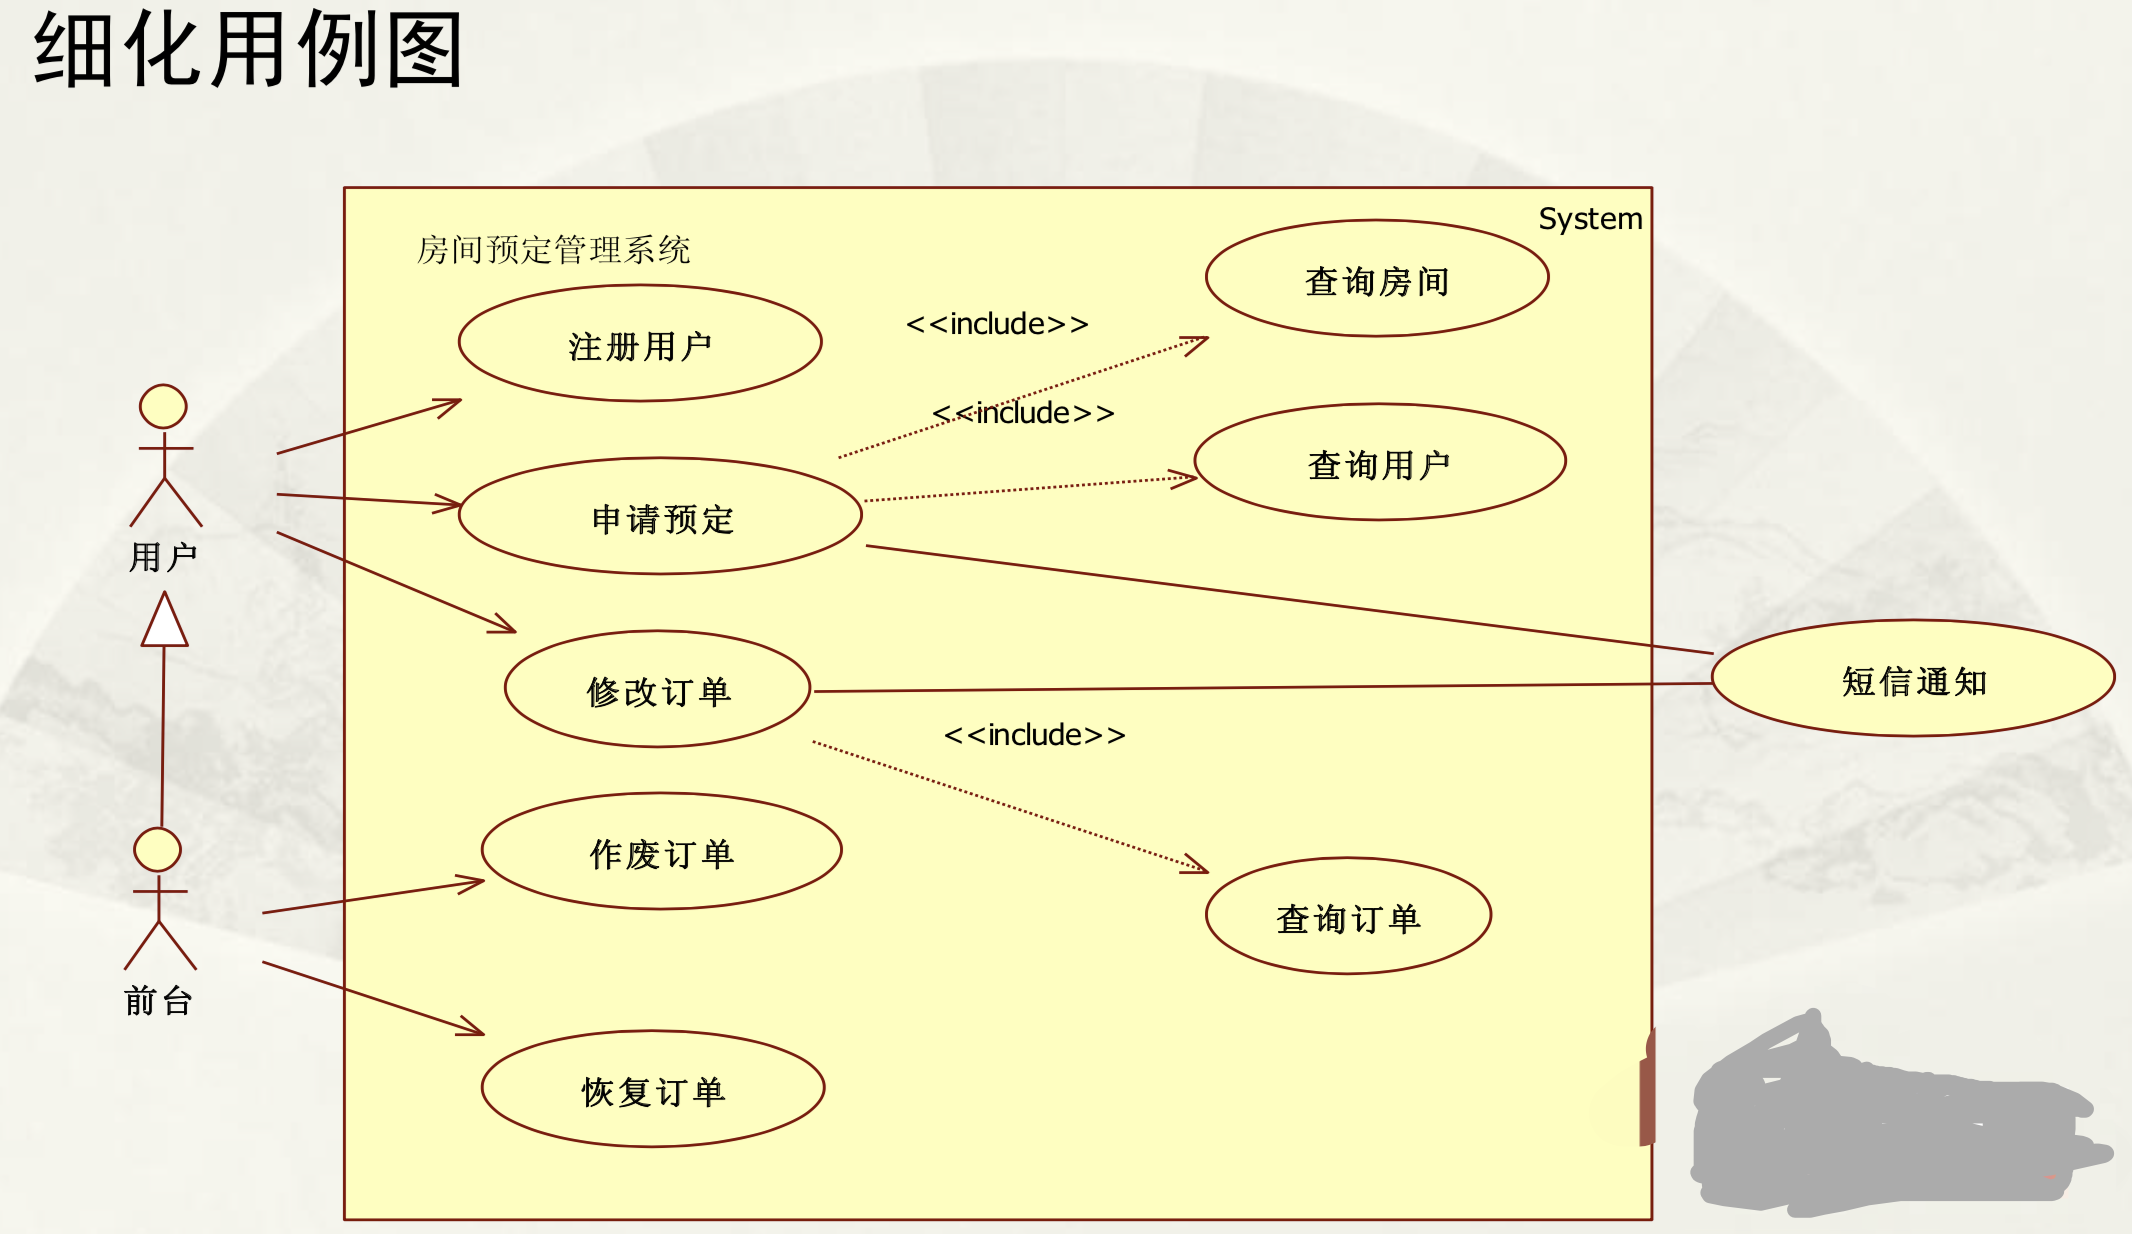 细化用例图
System
房间预定管理系统
查询房间
<<include>>
注册用户
<<include>>
查询用户
申请预定
用户
修改订单
短信通知
<<include>>
作废订单
查询订单
前台
恢复订单